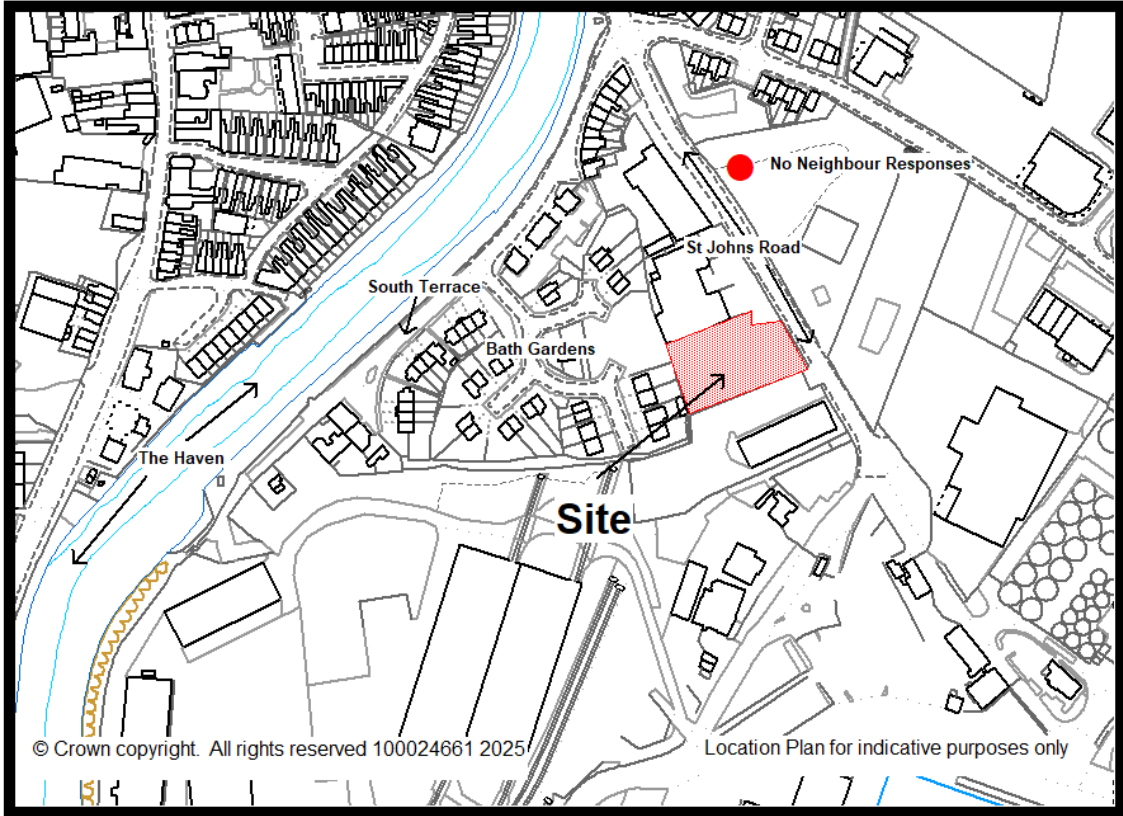 No Neighbour Responses
St Johns Road
South Terrace
Bath Gardens
The Haven
Site
© Crown copyright. All rights reserved 100024661 2025
Location Plan for indicative purposes only